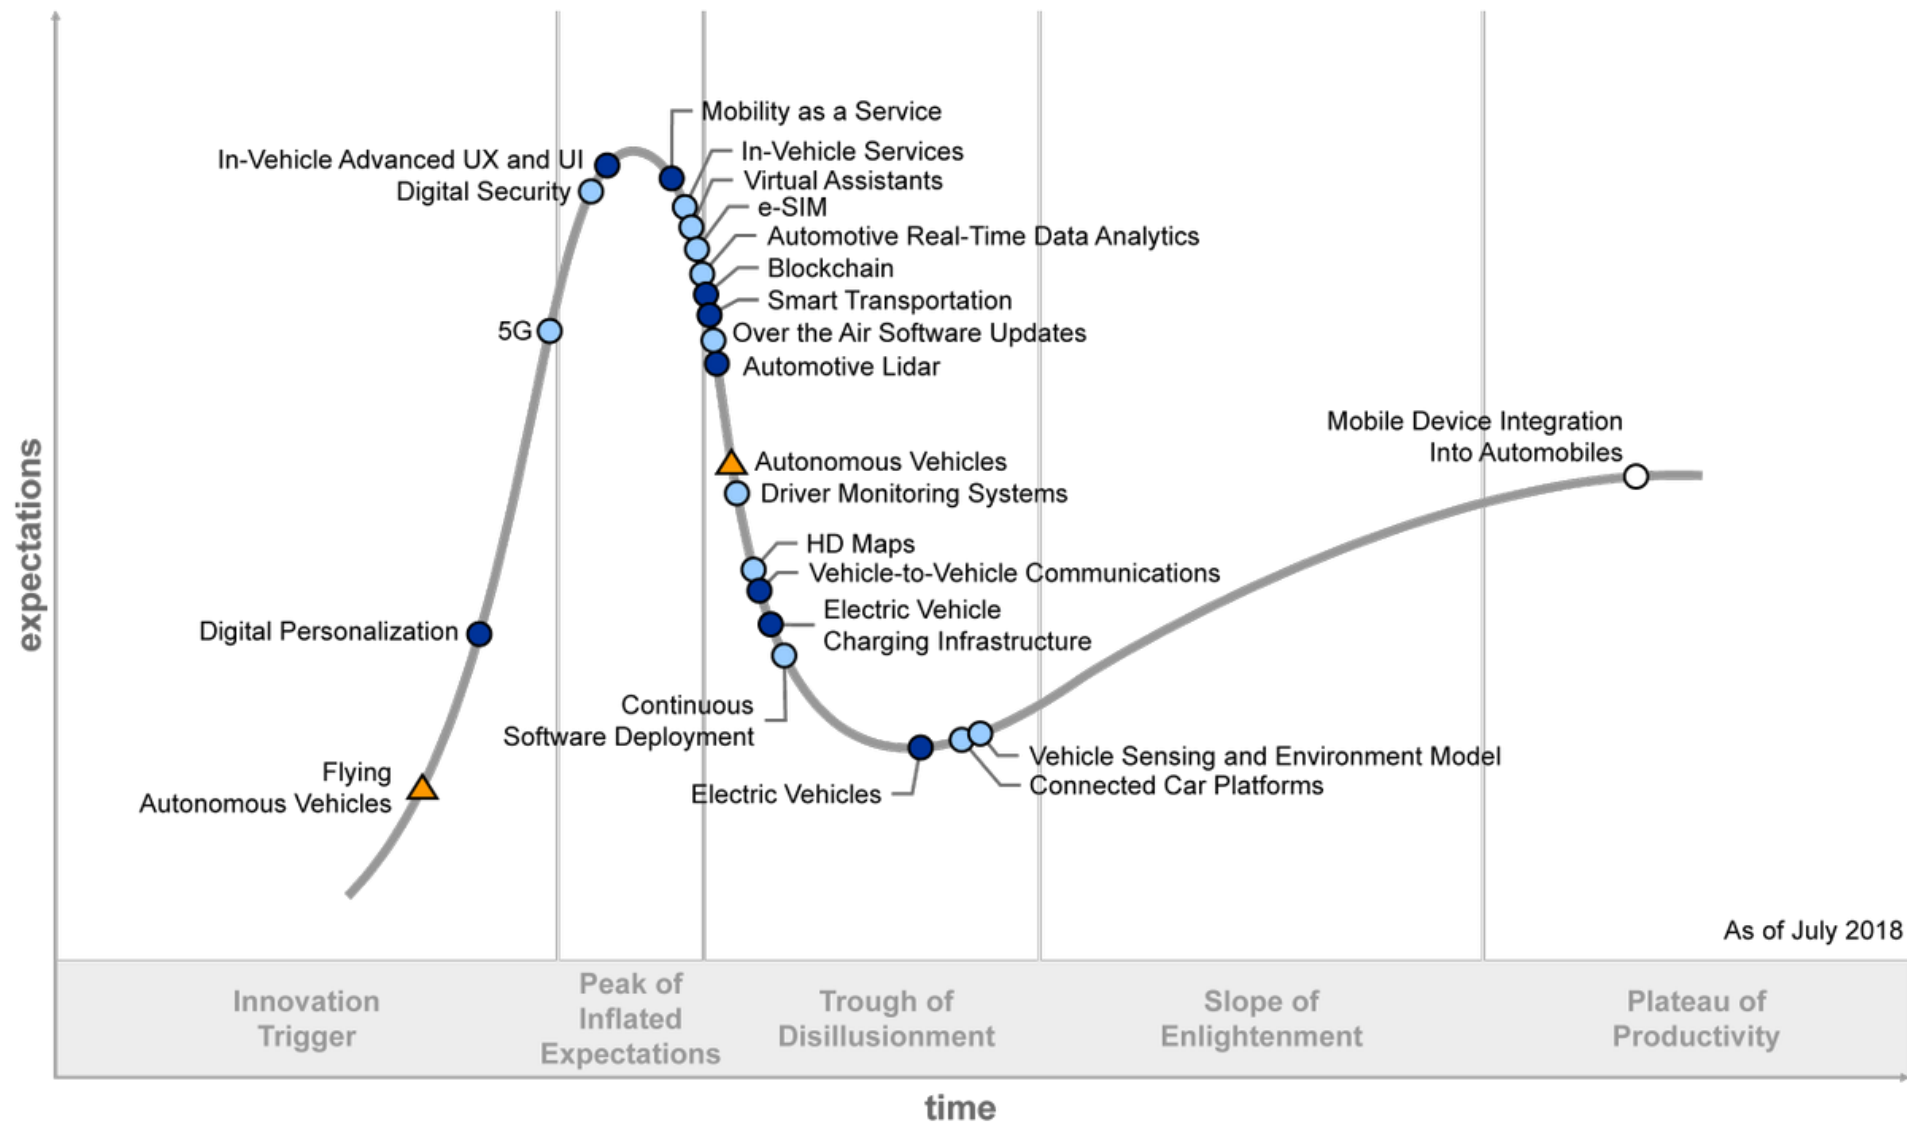 expectations
Mobility as a Service
In-Vehicle Advanced UX and UI
In-Vehicle Services
Digital Security
Virtual Assistants
e-SIM
Automotive Real-Time Data Analytics
Blockchain
Smart Transportation
5G
Over the Air Software Updates
Automotive Lidar
Mobile Device Integration
Into Automobiles
Autonomous Vehicles
Driver Monitoring Systems
HD Maps
Vehicle-to-Vehicle Communications
Electric Vehicle
Charging Infrastructure
Digital Personalization
Continuous
Software Deployment
Vehicle Sensing and Environment Model
Connected Car Platforms
Electric Vehicles
Flying
Autonomous Vehicles
As of July 2018
Innovation
Trigger
Peak of
Inflated
Expectations
Trough of
Disillusionment
Slope of
Enlightenment
Plateau of
Productivity
time